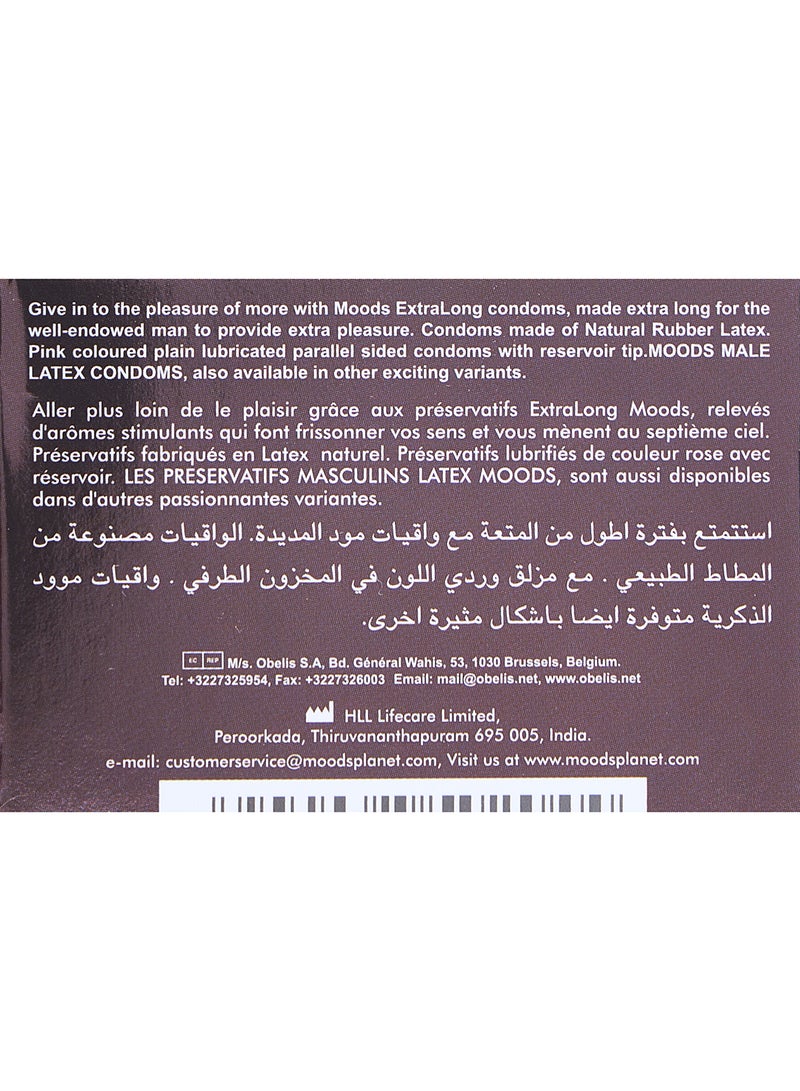 Give in to the pleasure of more with Moods ExtraLong condoms, made extra long for the
well-endowed man to provide extra pleasure. Condoms made of Natural Rubber Latex.
Pink coloured plain lubricated parallel sided condoms with reservoir tip.MOODS MALE
LATEX CONDOMS, also available in other exciting variants.
Aller plus loin de le plaisir grâce aux préservatifs ExtraLong Moods, relevés
d'arômes stimulants qui font frissonner vos sens et vous mènent au septième ciel.
Préservatifs fabriqués en Latex naturel. Préservatifs lubrifiés de couleur rose avec
réservoir. LES PRESERVATIFS MASCULINS LATEX MOODS, sont aussi disponibles
dans d'autres passionnantes variantes.
استتمتع بفترة اطول من المتعة مع واقيات مود المديدة. الواقيات مصنوعة من
المطاط الطبيعي . مع مزلق وردي اللون في المخزون الطرفي . واقيات موود
الذكرية متوفرة ايضا باشكال مثيرة اخرى.
EC REP M/s. Obelis S.A, Bd. Général Wahis, 53, 1030 Brussels, Belgium.
Tel: +3227325954, Fax: +3227326003 Email: mail@obelis.net, www.obelis.net
HLL Lifecare Limited,
Peroorkada, Thiruvananthapuram 695 005, India.
e-mail: customerservice@moodsplanet.com, Visit us at www.moodsplanet.com